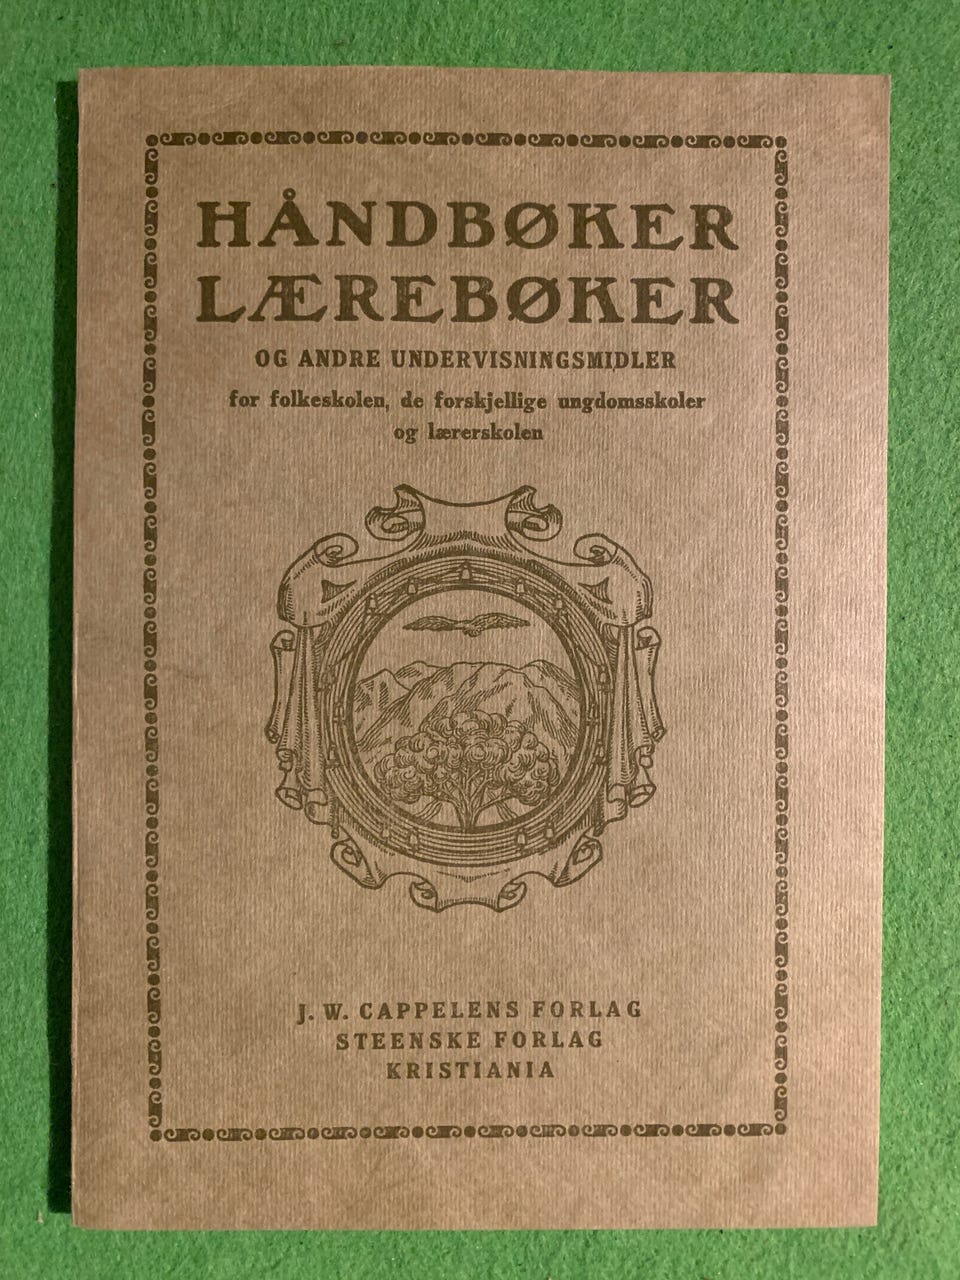 HÅNDBØKER
LÆREBØKER
OG ANDRE UNDERVISNINGSMIDLER
for folkeskolen, de forskjellige ungdomsskoler
og lærerskolen
J. W. CAPPELENS FORLAG
STEENSKE FORLAG
KRISTIANIA